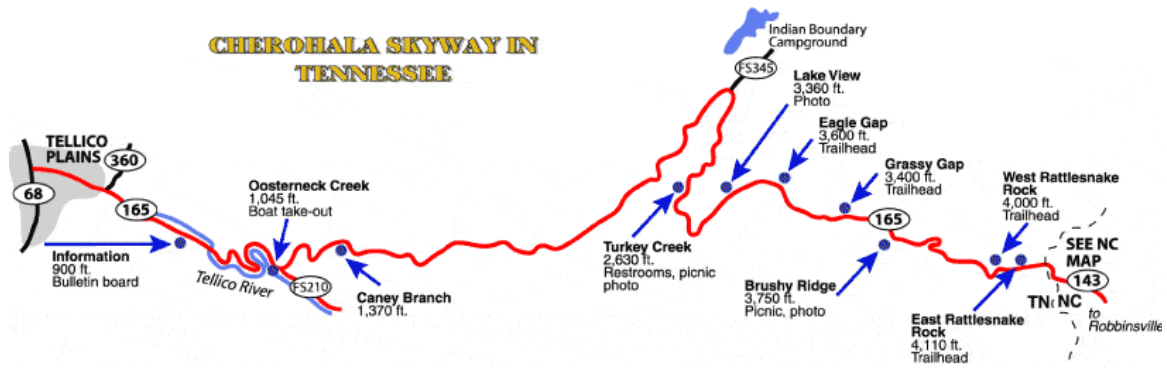 CHEROHALA SKYWAY IN
TENNESSEE
Indian Boundary
Campground
FS345
Lake View
3,360 ft.
Photo
Eagle Gap
3,600 ft.
Trailhead
TELLICO
PLAINS
360
68
165
Oosterneck Creek
1,045 ft.
Boat take-out
Grassy Gap
3,400 ft.
Trailhead
West Rattlesnake
Rock
4,000 ft.
Trailhead
165
Information
900 ft.
Bulletin board
Tellico River
FS210
Caney Branch
1,370 ft.
Turkey Creek
2,630 ft.
Restrooms, picnic
photo
Brushy Ridge
3,750 ft.
Picnic, photo
SEE NC
MAP
143
TN NC
to
Robbinsville
East Rattlesnake
Rock
4,110 ft.
Trailhead